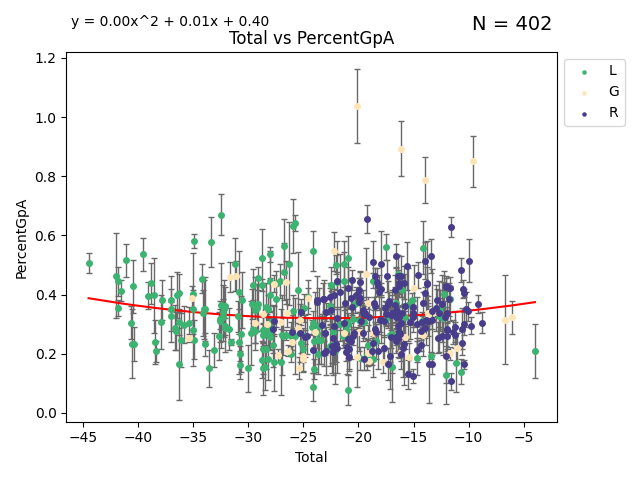 y = 0.00x^2 + 0.01x + 0.40
N = 402
Total vs PercentGpA
L
G
R
PercentGpA
1.2
1.0
0.8
0.6
0.4
0.2
0.0
−45 −40 −35 −30 −25 −20 −15 −10 −5
Total